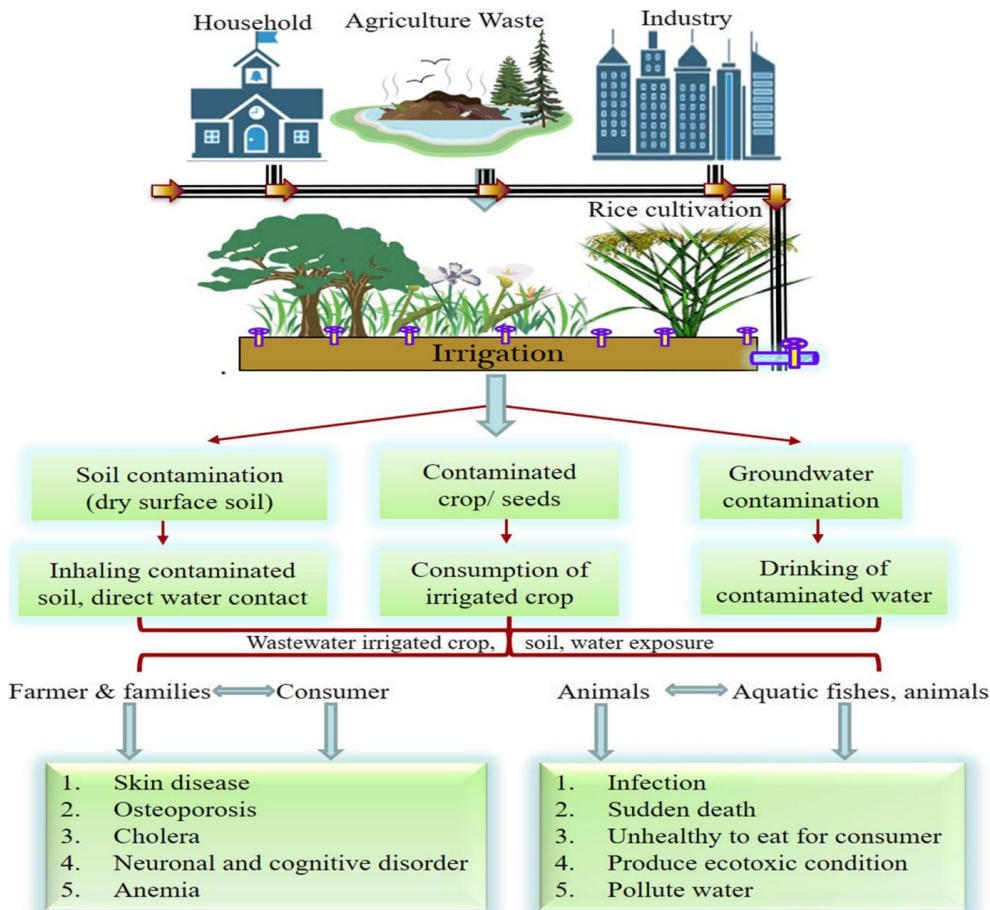 Household
Agriculture Waste
Industry
Rice cultivation
Irrigation
Soil contamination
(dry surface soil)
Contaminated
crop/ seeds
Groundwater
contamination
Inhaling contaminated
soil, direct water contact
Consumption of
irrigated crop
Drinking of
contaminated water
Wastewater irrigated crop, soil, water exposure
Farmer & families
Consumer
Animals
Aquatic fishes, animals
1. Skin disease
2. Osteoporosis
3. Cholera
4. Neuronal and cognitive disorder
5. Anemia
1. Infection
2. Sudden death
3. Unhealthy to eat for consumer
4. Produce ecotoxic condition
5. Pollute water